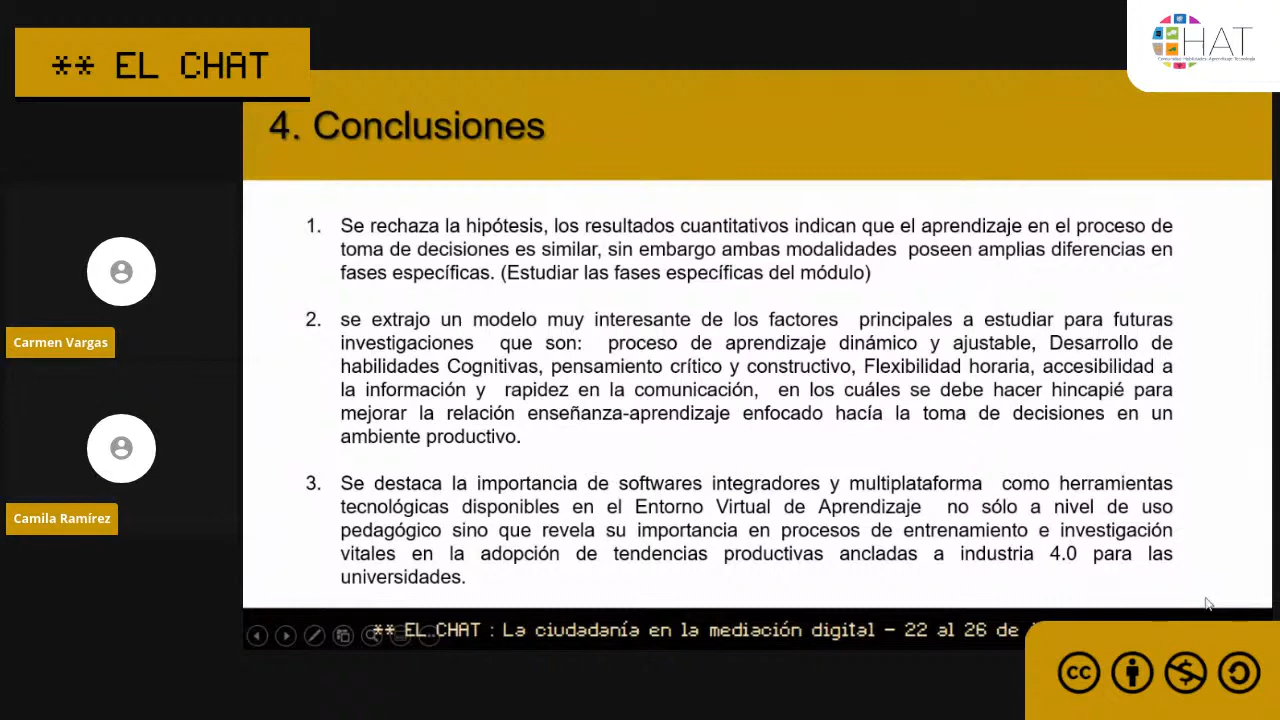 ** EL CHAT
HAT
4. Conclusiones
1. Se rechaza la hipótesis, los resultados cuantitativos indican que el aprendizaje en el proceso de
toma de decisiones es similar, sin embargo ambas modalidades poseen amplias diferencias en
fases específicas. (Estudiar las fases específicas del módulo)
2. se extrajo un modelo muy interesante de los factores principales a estudiar para futuras
investigaciones que son: proceso de aprendizaje dinámico y ajustable, Desarrollo de
habilidades Cognitivas, pensamiento crítico y constructivo, Flexibilidad horaria, accesibilidad a
la información y rapidez en la comunicación, en los cuáles se debe hacer hincapié para
mejorar la relación enseñanza-aprendizaje enfocado hacía la toma de decisiones en un
ambiente productivo.
3. Se destaca la importancia de softwares integradores y multiplataforma como herramientas
tecnológicas disponibles en el Entorno Virtual de Aprendizaje no sólo a nivel de uso
pedagógico sino que revela su importancia en procesos de entrenamiento e investigación
vitales en la adopción de tendencias productivas ancladas a industria 4.0 para las
universidades.
Carmen Vargas
Camila Ramírez
** EL CHAT : La ciudadanía en la mediación digital - 22 al 26 de
cc